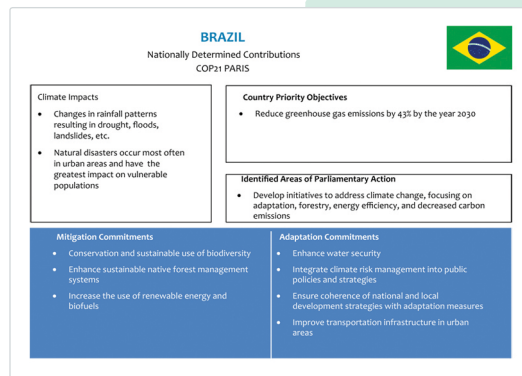 BRAZIL
Nationally Determined Contributions
COP21 PARIS
Climate Impacts
• Changes in rainfall patterns
resulting in drought, floods,
landslides, etc.
• Natural disasters occur most often
in urban areas and have the
greatest impact on vulnerable
populations
Country Priority Objectives
• Reduce greenhouse gas emissions by 43% by the year 2030
Identified Areas of Parliamentary Action
• Develop initiatives to address climate change, focusing on
adaptation, forestry, energy efficiency, and decreased carbon
emissions
Mitigation Commitments
• Conservation and sustainable use of biodiversity
• Enhance sustainable native forest management
systems
• Increase the use of renewable energy and
biofuels
Adaptation Commitments
• Enhance water security
• Integrate climate risk management into public
policies and strategies
• Ensure coherence of national and local
development strategies with adaptation measures
• Improve transportation infrastructure in urban
areas